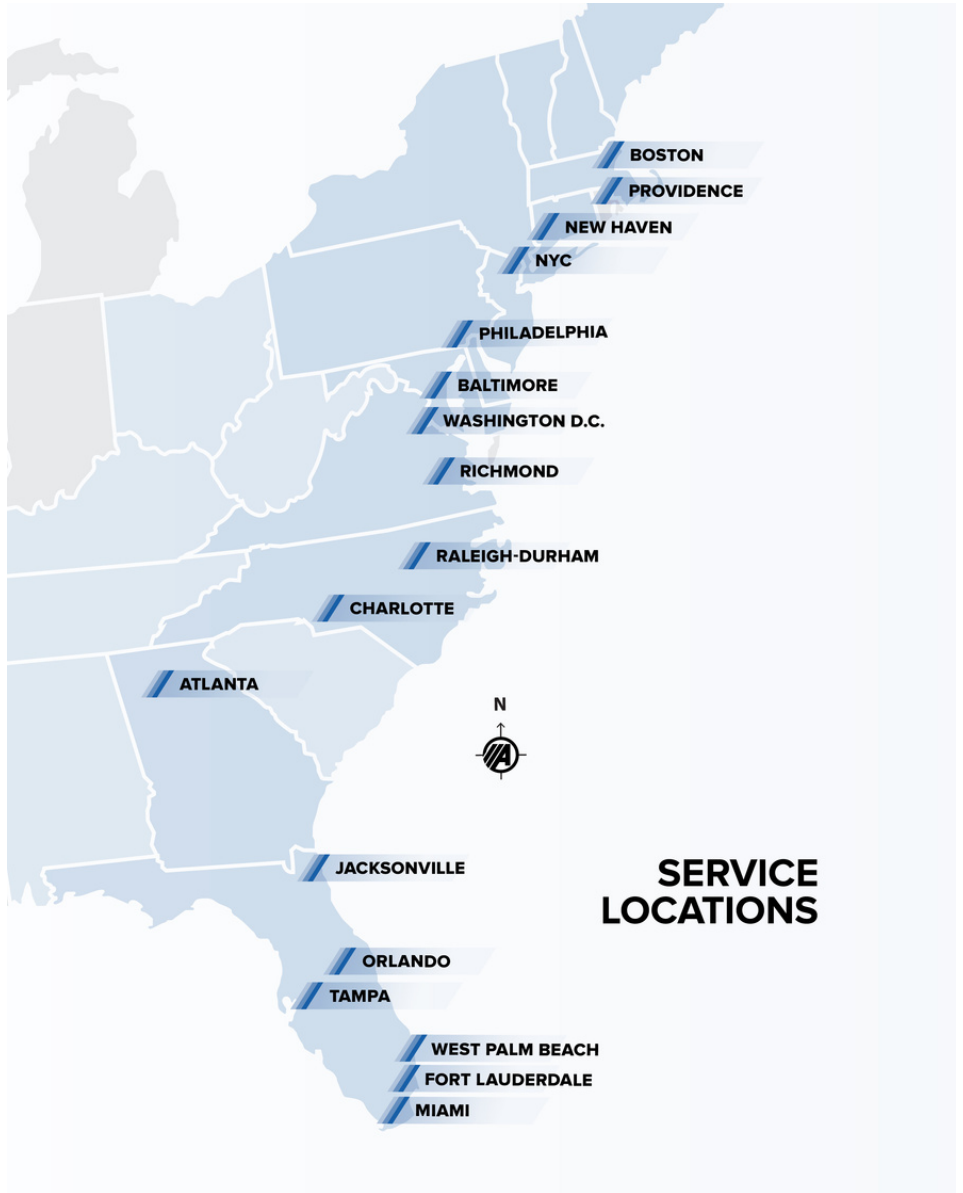 BOSTON
PROVIDENCE
NEW HAVEN
NYC
PHILADELPHIA
BALTIMORE
WASHINGTON D.C.
RICHMOND
RALEIGH-DURHAM
CHARLOTTE
ATLANTA
N
A
JACKSONVILLE
SERVICE
LOCATIONS
ORLANDO
TAMPA
WEST PALM BEACH
FORT LAUDERDALE
MIAMI